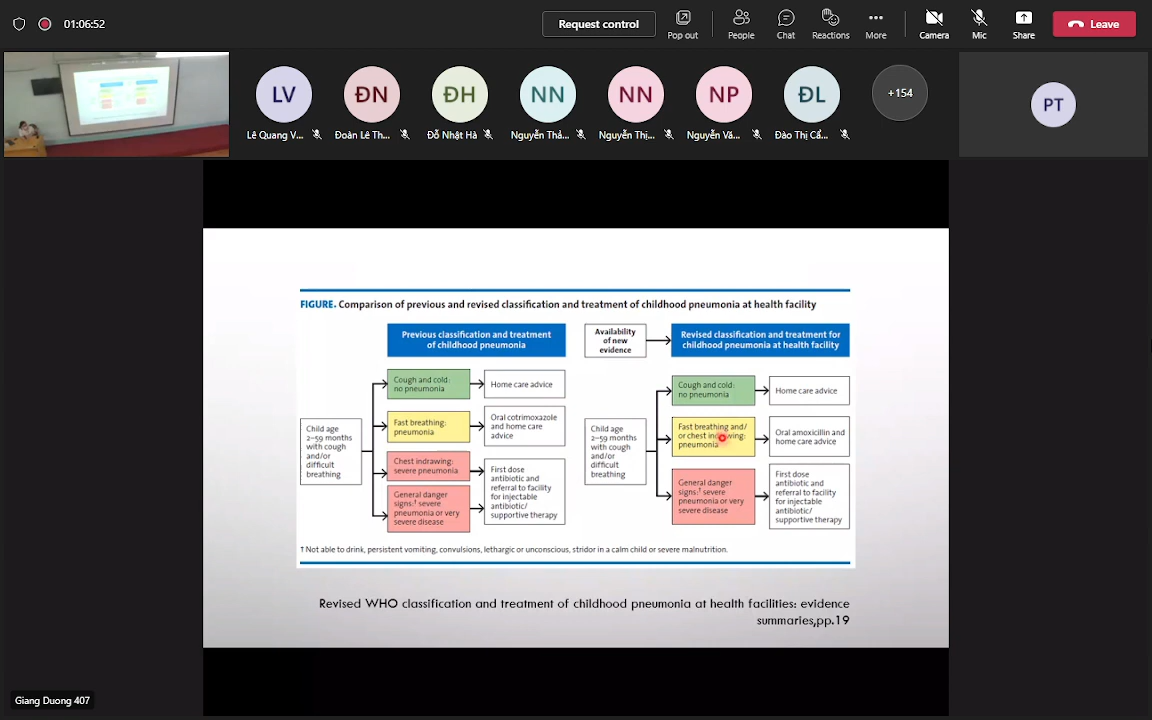 01:06:52
Request control
Pop out
People
Chat
Reactions
More
Camera
Mic
Share
Leave
LV
ĐN
ĐH
NN
NN
NP
ĐL
+154
PT
Lê Quang V...
Đoàn Lê Th...
Đỗ Nhật Hà
Nguyễn Thả...
Nguyễn Thị...
Nguyễn Vă...
Đào Thị Cẩ...
FIGURE. Comparison of previous and revised classification and treatment of childhood pneumonia at health facility
Previous classification and treatment
of childhood pneumonia
Child age
2–59 months
with cough
and/or
difficult
breathing
Cough and cold:
no pneumonia
Home care advice
Fast breathing:
pneumonia
Oral cotrimoxazole
and home care
advice
Chest indrawing:
severe pneumonia
General danger
signs:† severe
pneumonia or very
severe disease
First dose
antibiotic and
referral to facility
for injectable
antibiotic/
supportive therapy
Availability
of new
evidence
Revised classification and treatment for
childhood pneumonia at health facility
Child age
2–59 months
with cough
and/or
difficult
breathing
Cough and cold:
no pneumonia
Home care advice
Fast breathing and/
or chest indrawing:
pneumonia
Oral amoxicillin and
home care advice
General danger
signs:† severe
pneumonia or very
severe disease
First dose
antibiotic and
referral to facility
for injectable
antibiotic/
supportive therapy
† Not able to drink, persistent vomiting, convulsions, lethargic or unconscious, stridor in a calm child or severe malnutrition.
Revised WHO classification and treatment of childhood pneumonia at health facilities: evidence
summaries,pp.19
Giang Duong 407